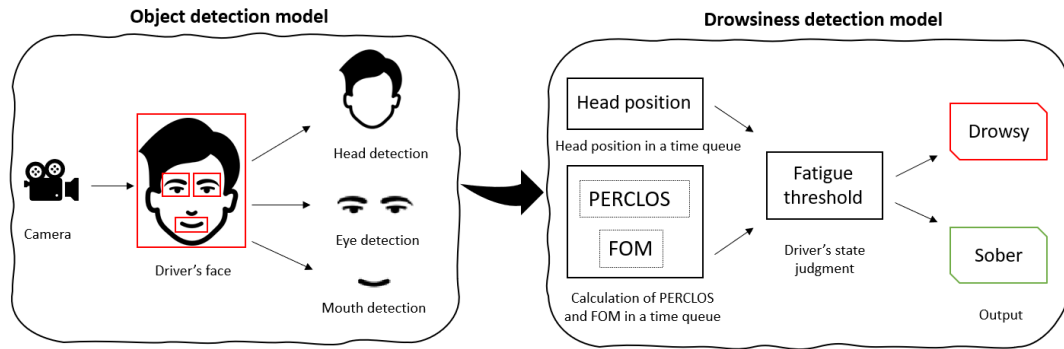 Object detection model
Camera
Driver's face
Head detection
Eye detection
Mouth detection
Drowsiness detection model
Head position
Head position in a time queue
PERCLOS
FOM
Calculation of PERCLOS
and FOM in a time queue
Fatigue
threshold
Driver's state
judgment
Drowsy
Sober
Output